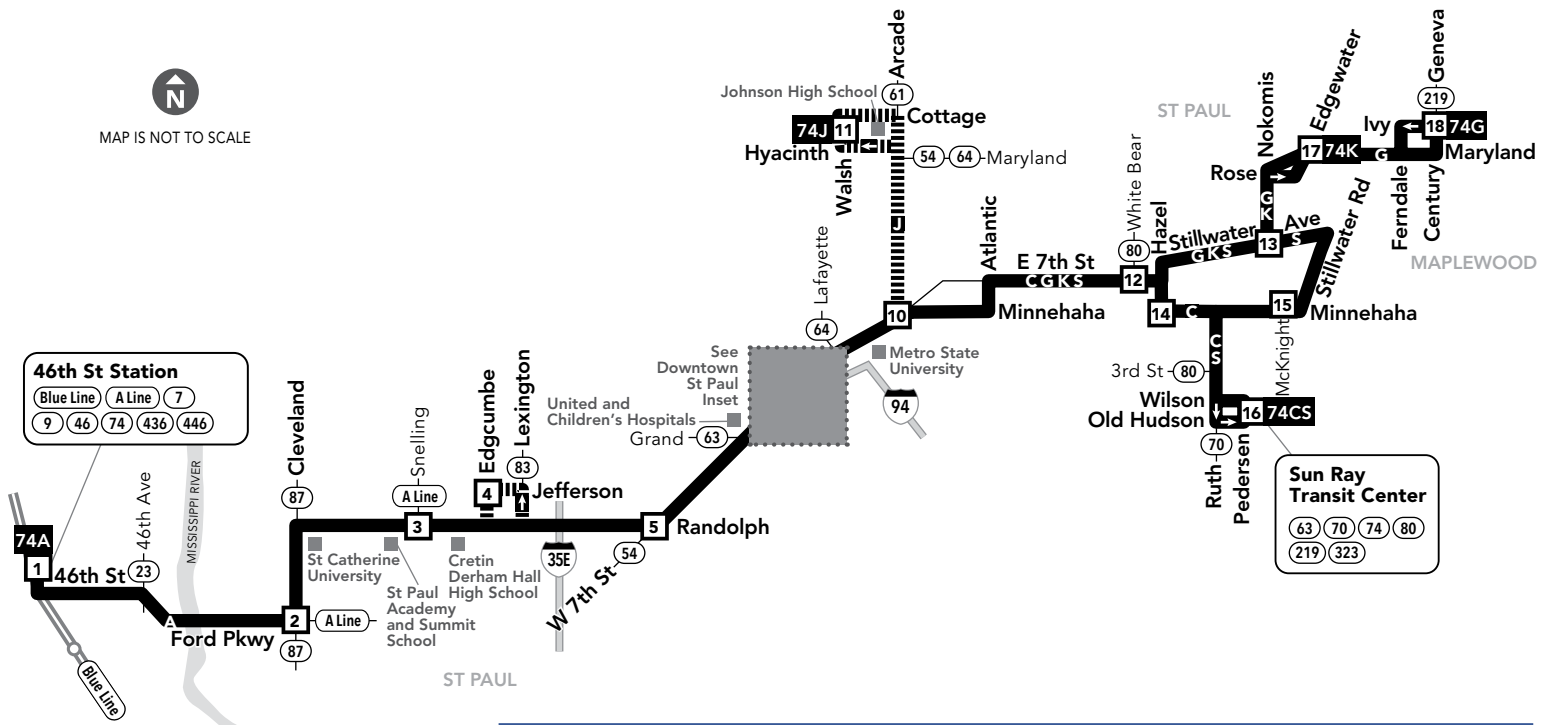 N
MAP IS NOT TO SCALE
Arcade
61
Johnson High School
Cottage
74J 11
Hyacinth
Walsh
54 64 Maryland
J
ST PAUL
Nokomis
Edgewater
Geneva
219
Ivy
18 74G
17 74K
G
Maryland
Rose
G
K
Ferndale
Century
MAPLEWOOD
White Bear
80
Hazel
Stillwater Ave
G K S
S
13
Stillwater Rd
Atlantic
E 7th St
C G K S
12
Lafayette
64
10
Minnehaha
14
C
15
Minnehaha
C
S
McKnight
3rd St 80
Wilson
Old Hudson
16 74CS
70
Ruth
Pedersen
Sun Ray
Transit Center
63 70 74 80
219 323
See
Downtown
St Paul
Inset
Metro State
University
94
United and
Children's Hospitals
Grand 63
46th St Station
Blue Line A Line 7
9 46 74 436 446
Cleveland
87
Snelling
A Line
Edgcumbe
Lexington
83
4
Jefferson
3
5
Randolph
54
W 7th St
35E
St Catherine
University
St Paul
Academy
and Summit
School
Cretin
Derham Hall
High School
46th Ave
23
MISSISSIPPI RIVER
74A
1
46th St
A
Ford Pkwy
2
A Line
87
Blue Line
ST PAUL